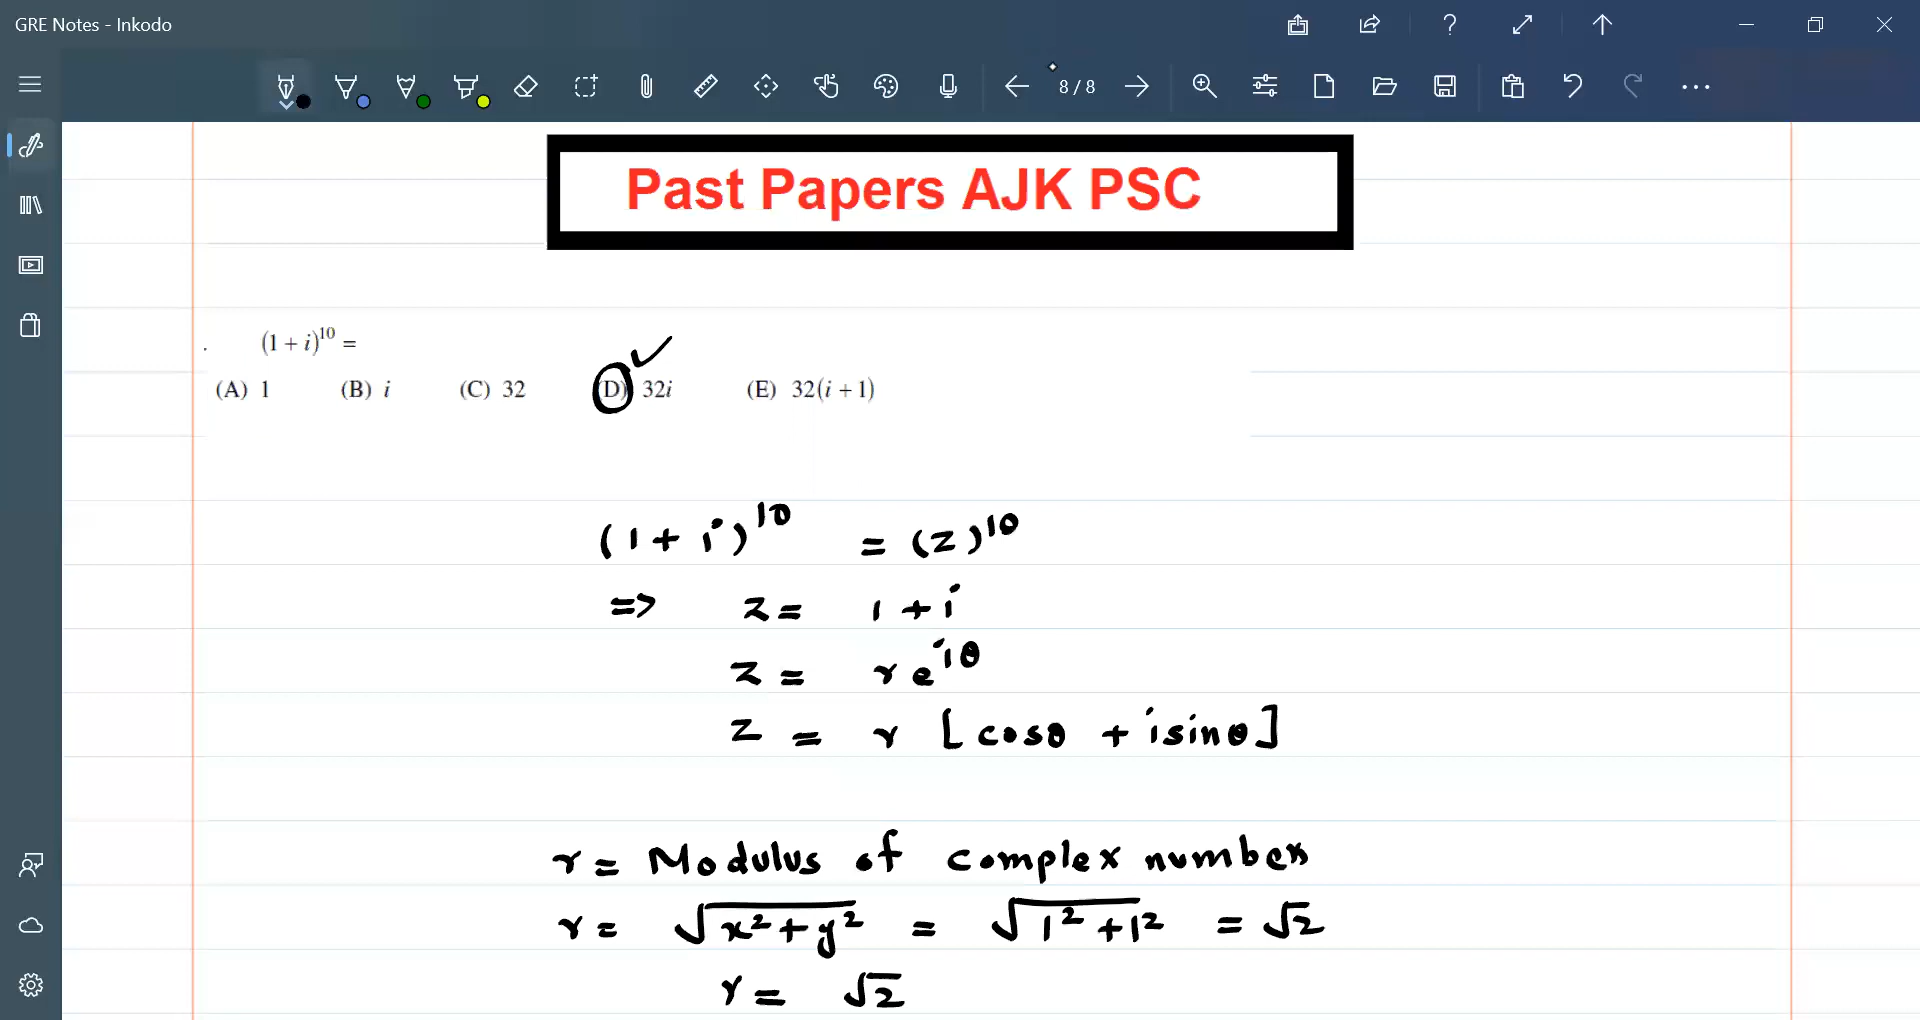 GRE Notes - Inkodo
8 / 8
Past Papers AJK PSC
. (1 + i)¹⁰ =
(A) 1 (B) i (C) 32 (D) 32i (E) 32(i + 1)
(1 + i)¹⁰ = (z)¹⁰
=> z = 1 + i
z = r e^iθ
z = r [cosθ + isinθ]
r = Modulus of complex number
r = √x²+y² = √1²+1² = √2
r = √2